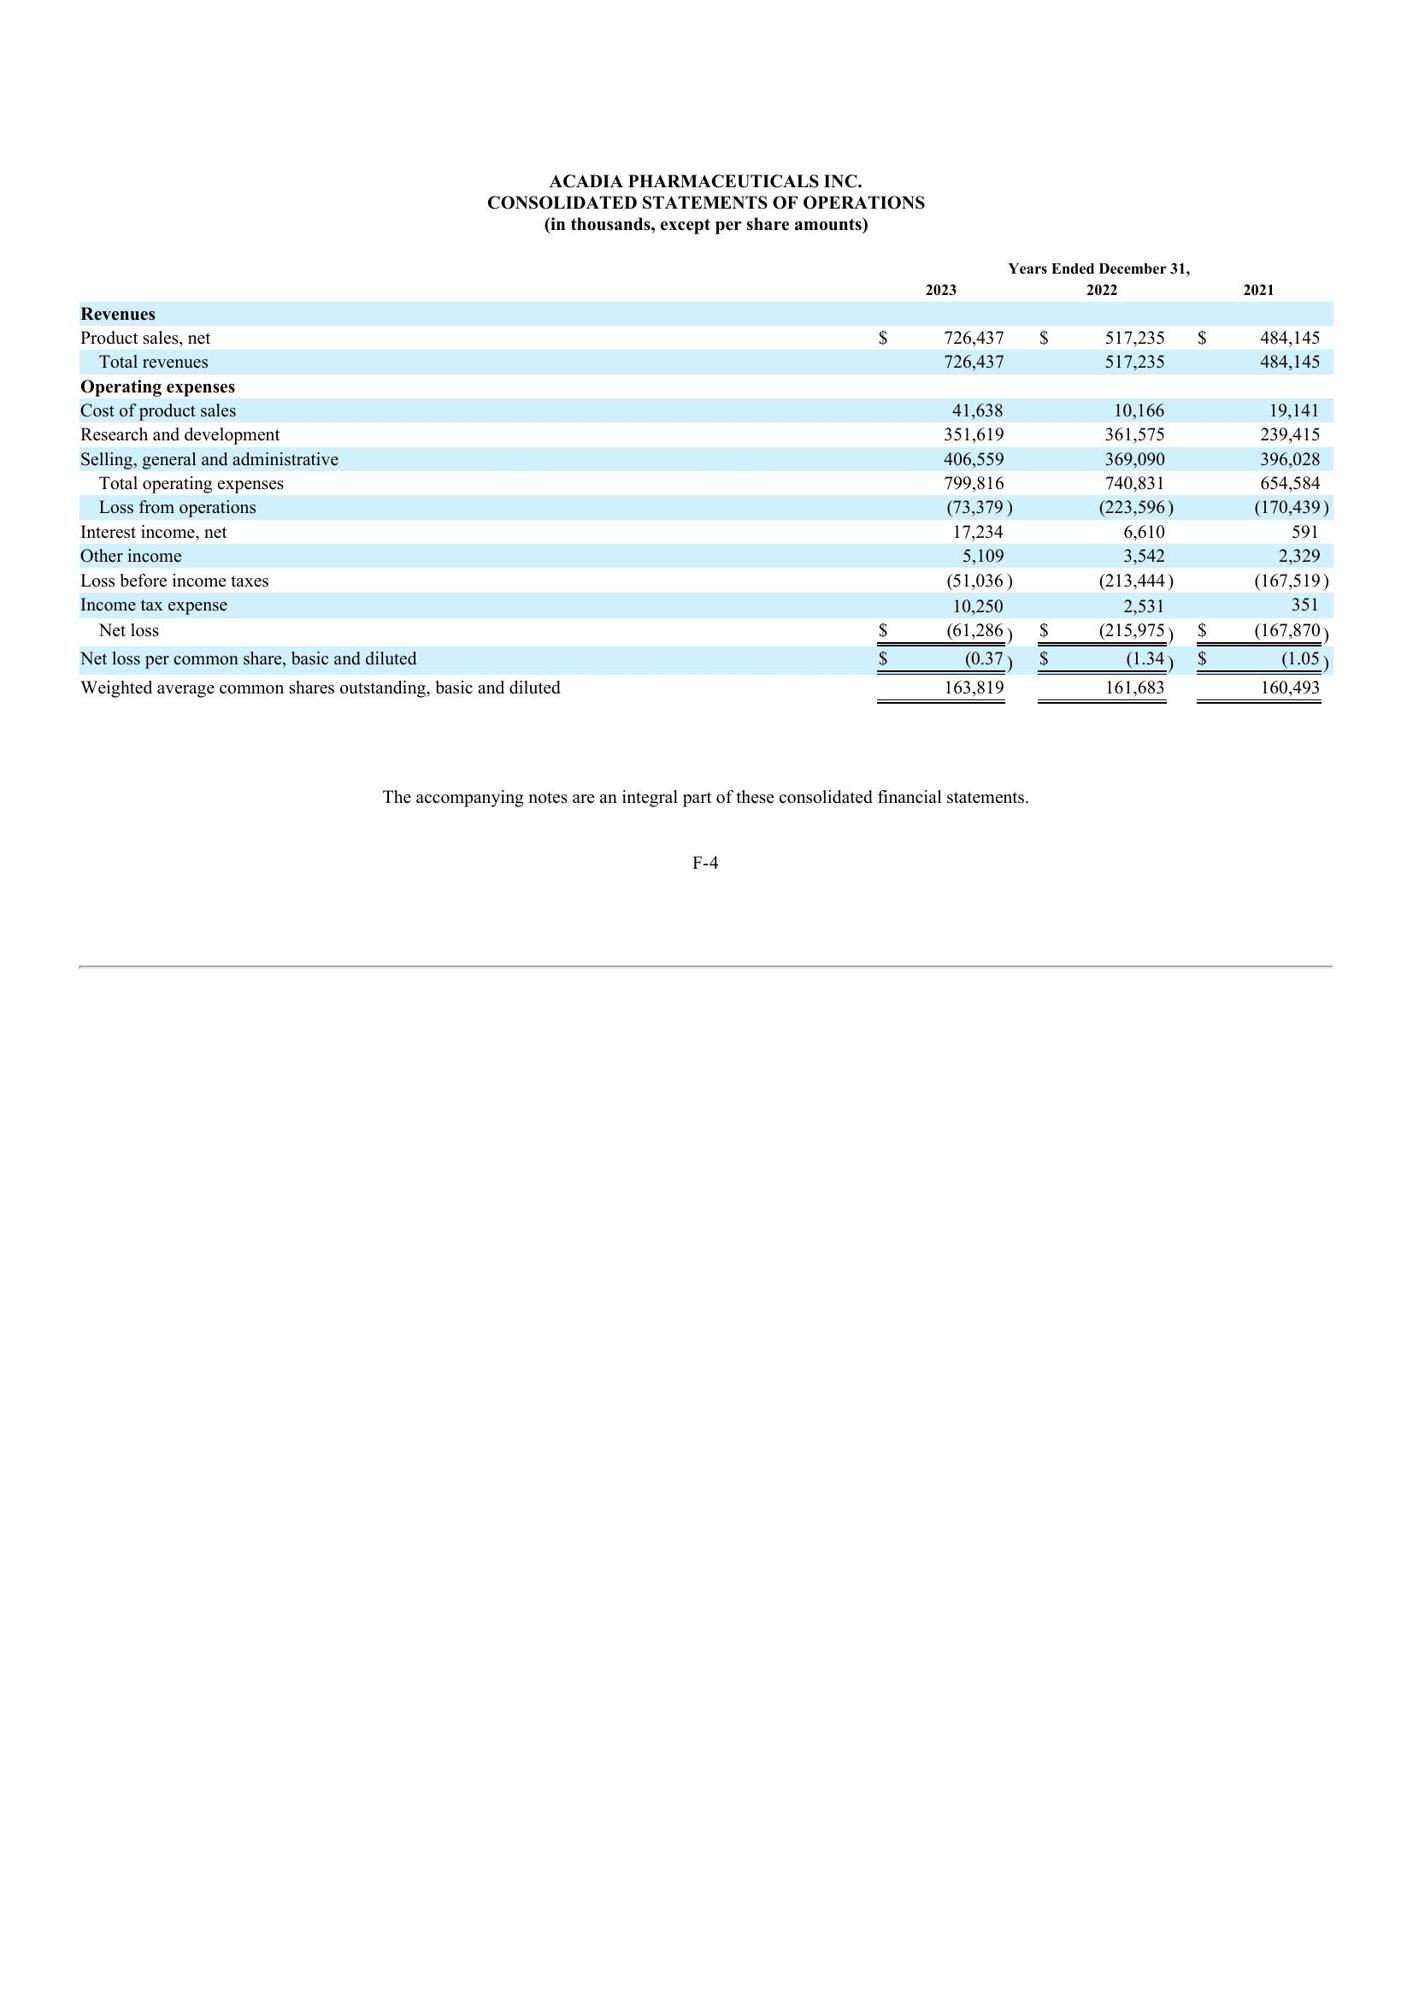 ACADIA PHARMACEUTICALS INC.
CONSOLIDATED STATEMENTS OF OPERATIONS
(in thousands, except per share amounts)
Years Ended December 31,
2023 2022 2021
Revenues
Product sales, net $ 726,437 $ 517,235 $ 484,145
Total revenues 726,437 517,235 484,145
Operating expenses
Cost of product sales 41,638 10,166 19,141
Research and development 351,619 361,575 239,415
Selling, general and administrative 406,559 369,090 396,028
Total operating expenses 799,816 740,831 654,584
Loss from operations (73,379) (223,596) (170,439)
Interest income, net 17,234 6,610 591
Other income 5,109 3,542 2,329
Loss before income taxes (51,036) (213,444) (167,519)
Income tax expense 10,250 2,531 351
Net loss $ (61,286) $ (215,975) $ (167,870)
Net loss per common share, basic and diluted $ (0.37) $ (1.34) $ (1.05)
Weighted average common shares outstanding, basic and diluted 163,819 161,683 160,493
The accompanying notes are an integral part of these consolidated financial statements.
F-4